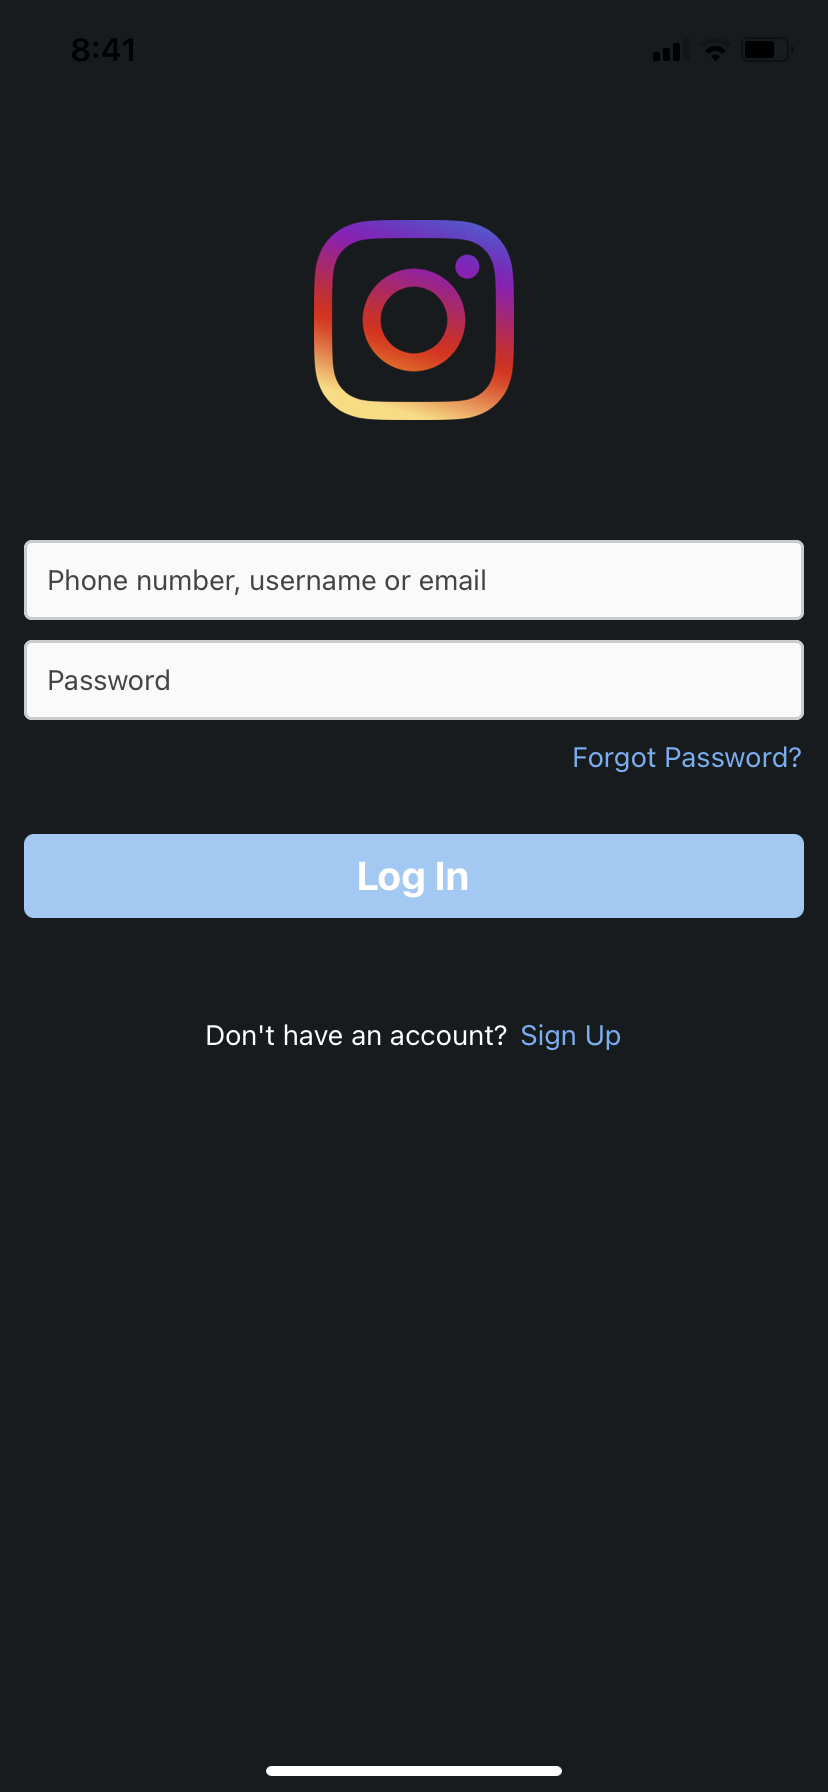 8:41
Phone number, username or email
Password
Forgot Password?
Log In
Don't have an account? Sign Up